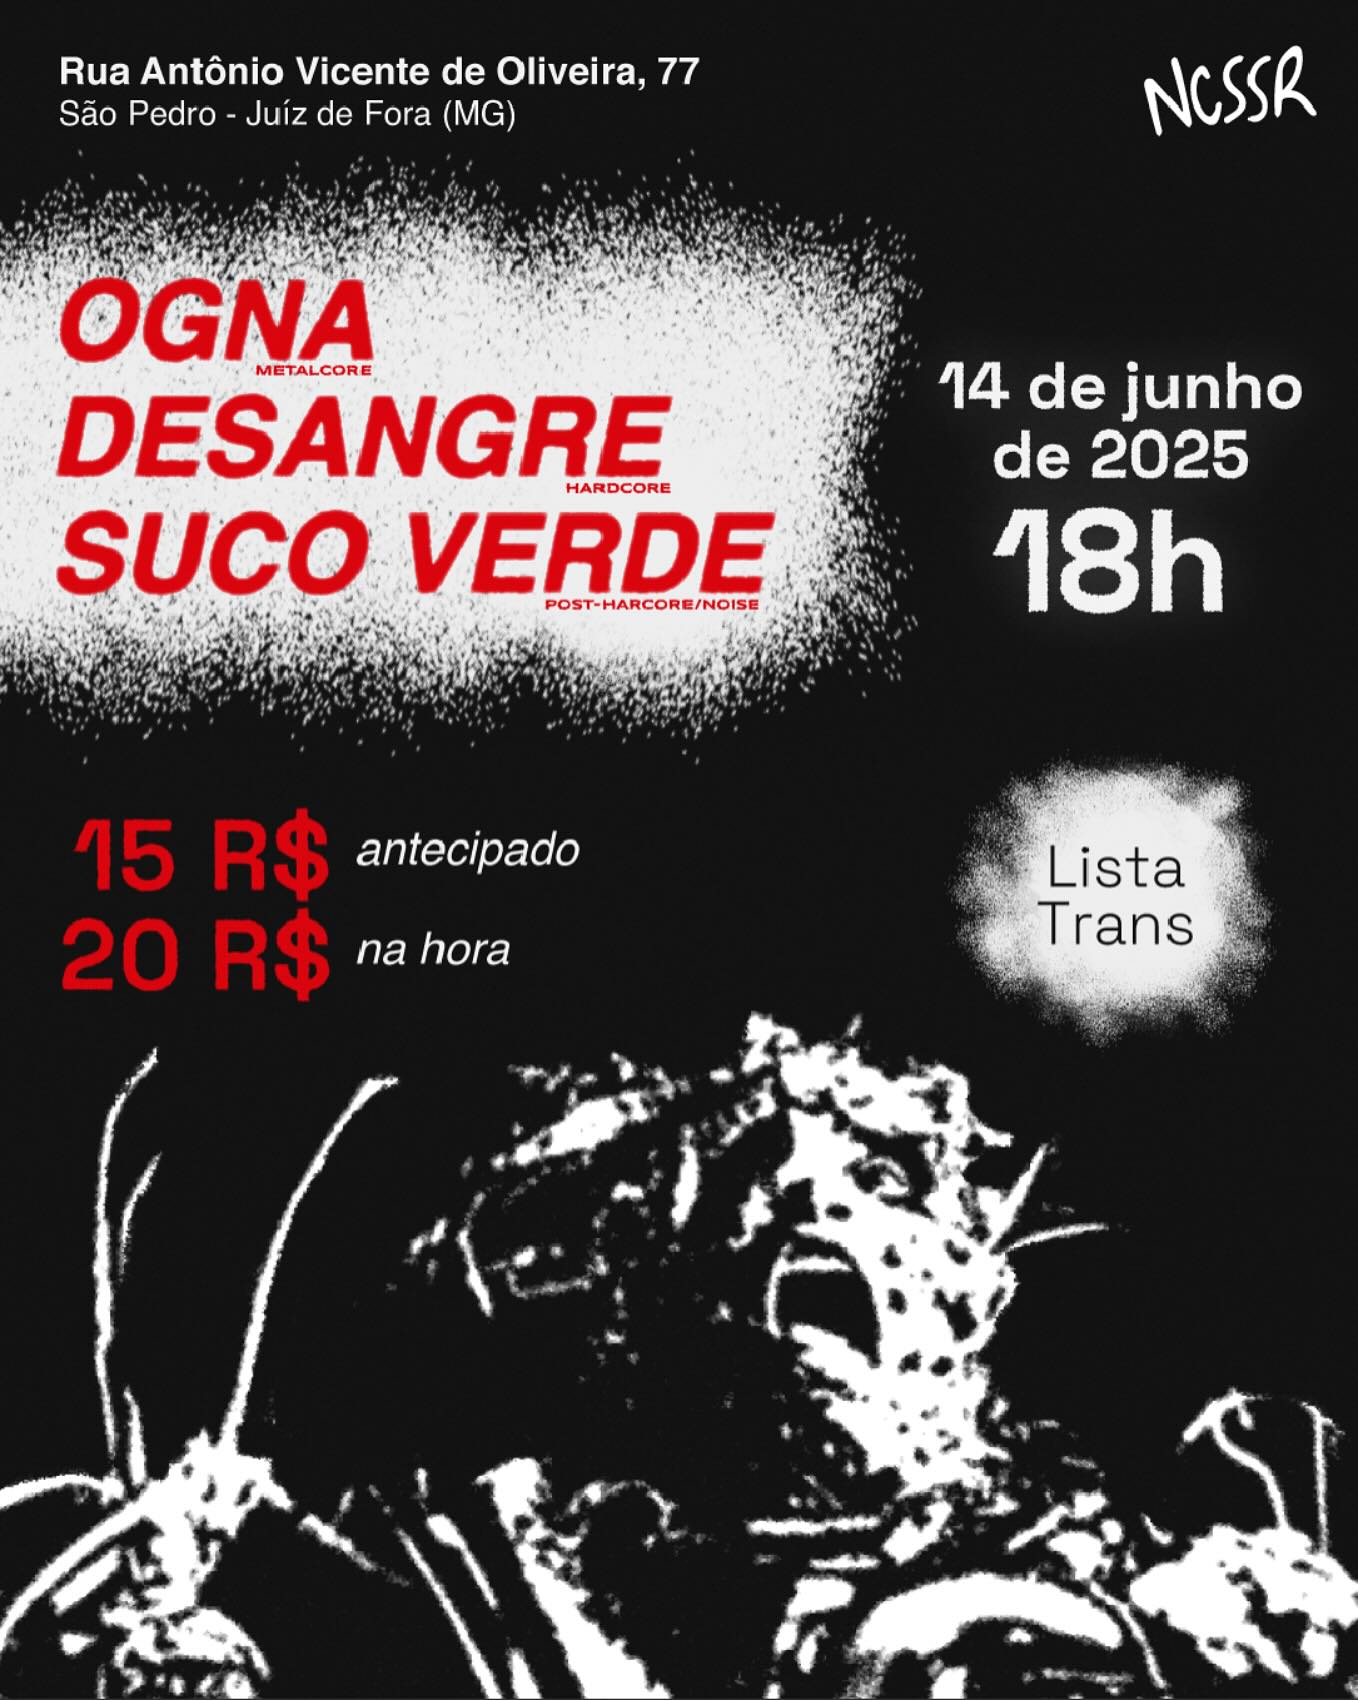 Rua Antônio Vicente de Oliveira, 77
São Pedro - Juíz de Fora (MG)
NCSSR
OGNA
METALCORE
DESANGRE
HARDCORE
SUCO VERDE
POST-HARCORE/NOISE
14 de junho
de 2025
18h
15 R$ antecipado
20 R$ na hora
Lista
Trans